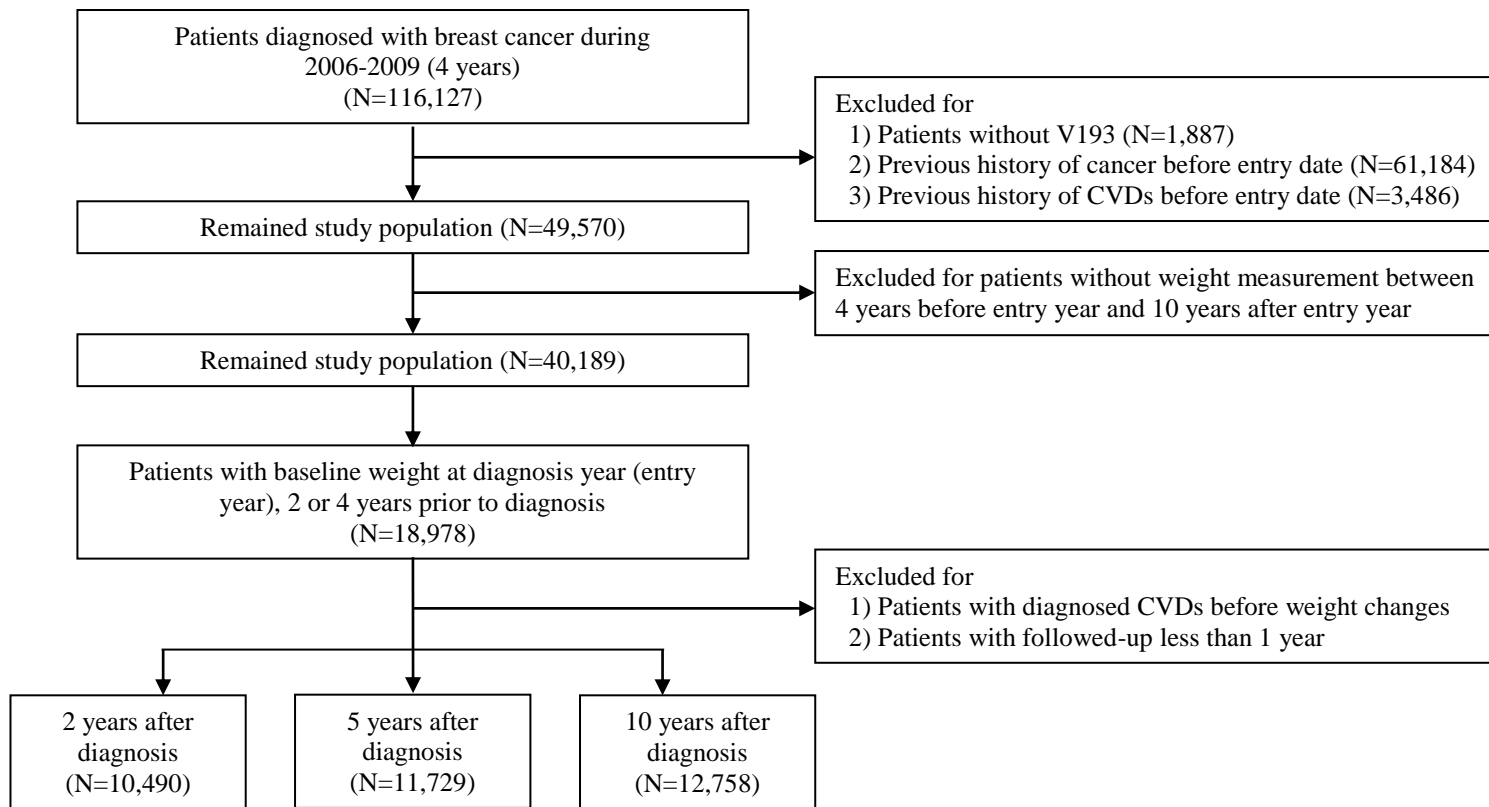 Patients diagnosed with breast cancer during
2006-2009 (4 years)
(N=116,127)
Excluded for
1) Patients without V193 (N=1,887)
2) Previous history of cancer before entry date (N=61,184)
3) Previous history of CVDs before entry date (N=3,486)
Remained study population (N=49,570)
Excluded for patients without weight measurement between
4 years before entry year and 10 years after entry year
Remained study population (N=40,189)
Patients with baseline weight at diagnosis year (entry
year), 2 or 4 years prior to diagnosis
(N=18,978)
Excluded for
1) Patients with diagnosed CVDs before weight changes
2) Patients with followed-up less than 1 year
2 years after
diagnosis
(N=10,490)
5 years after
diagnosis
(N=11,729)
10 years after
diagnosis
(N=12,758)